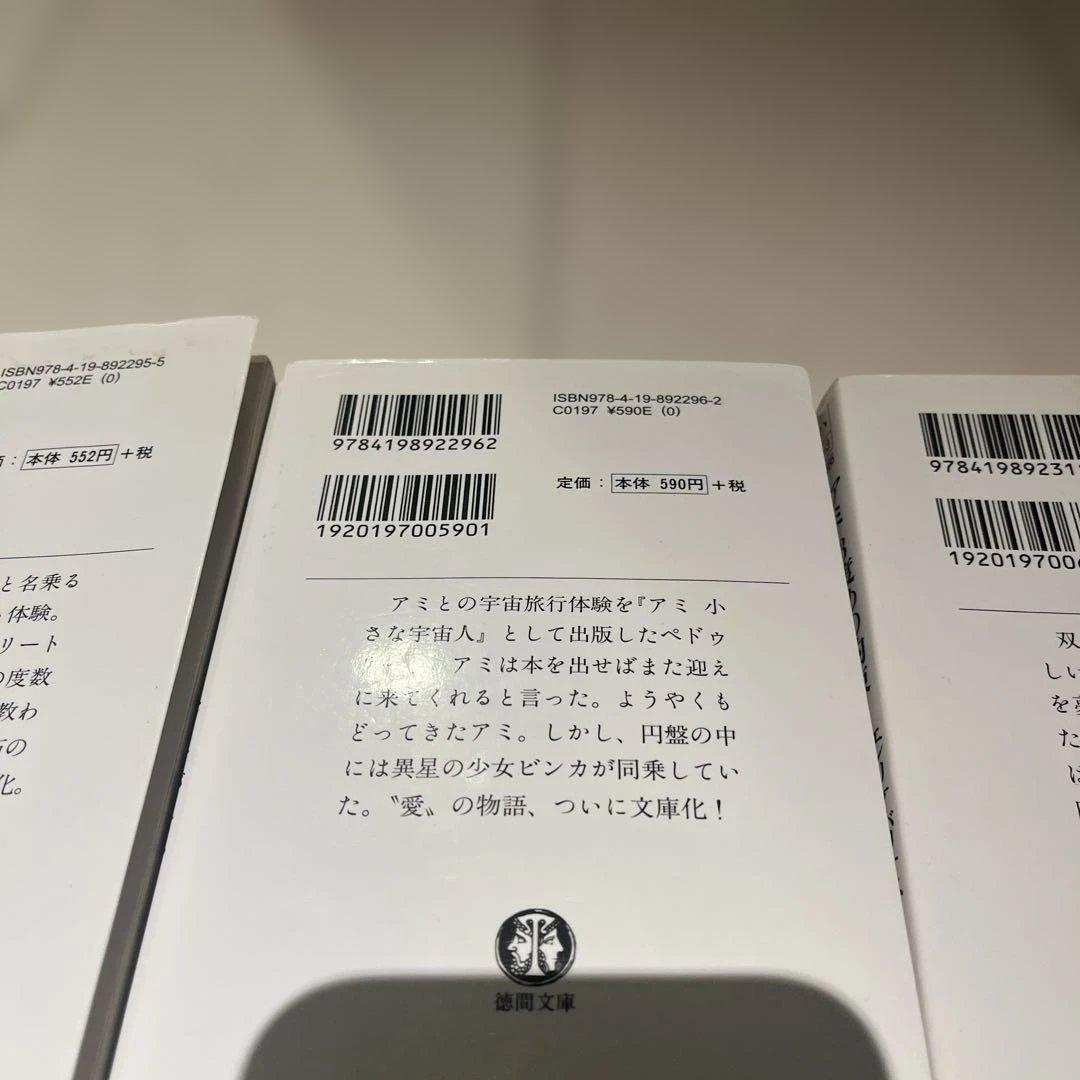 ISBN978-4-19-892295-5
C0197 ¥552E (0)
本体 552円 +税
と名乗る
体験。
リート
の度数
教わ
の
化。
9784198922962
1920197005901
ISBN978-4-19-892296-2
C0197 ¥590E (0)
定価: 本体 590円 +税
アミとの宇宙旅行体験を『アミ 小
さな宇宙人』として出版したペドゥ
アミは本を出せばまた迎え
に来てくれると言った。ようやくも
どってきたアミ。しかし、円盤の中
には異星の少女ビンカが同乗してい
た。〝愛〟の物語、ついに文庫化!
徳間文庫
97841989231
192019700
双
しい
を
た
は